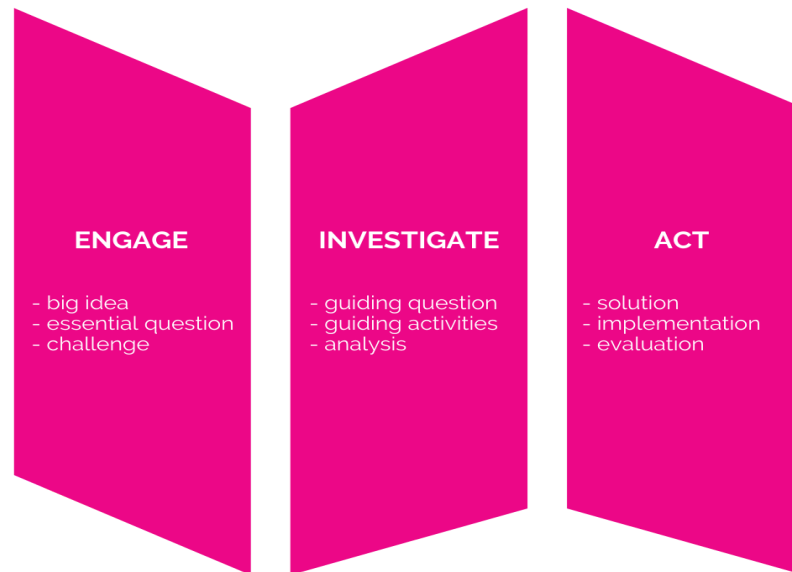 ENGAGE
- big idea
- essential question
- challenge
INVESTIGATE
- guiding question
- guiding activities
- analysis
ACT
- solution
- implementation
- evaluation